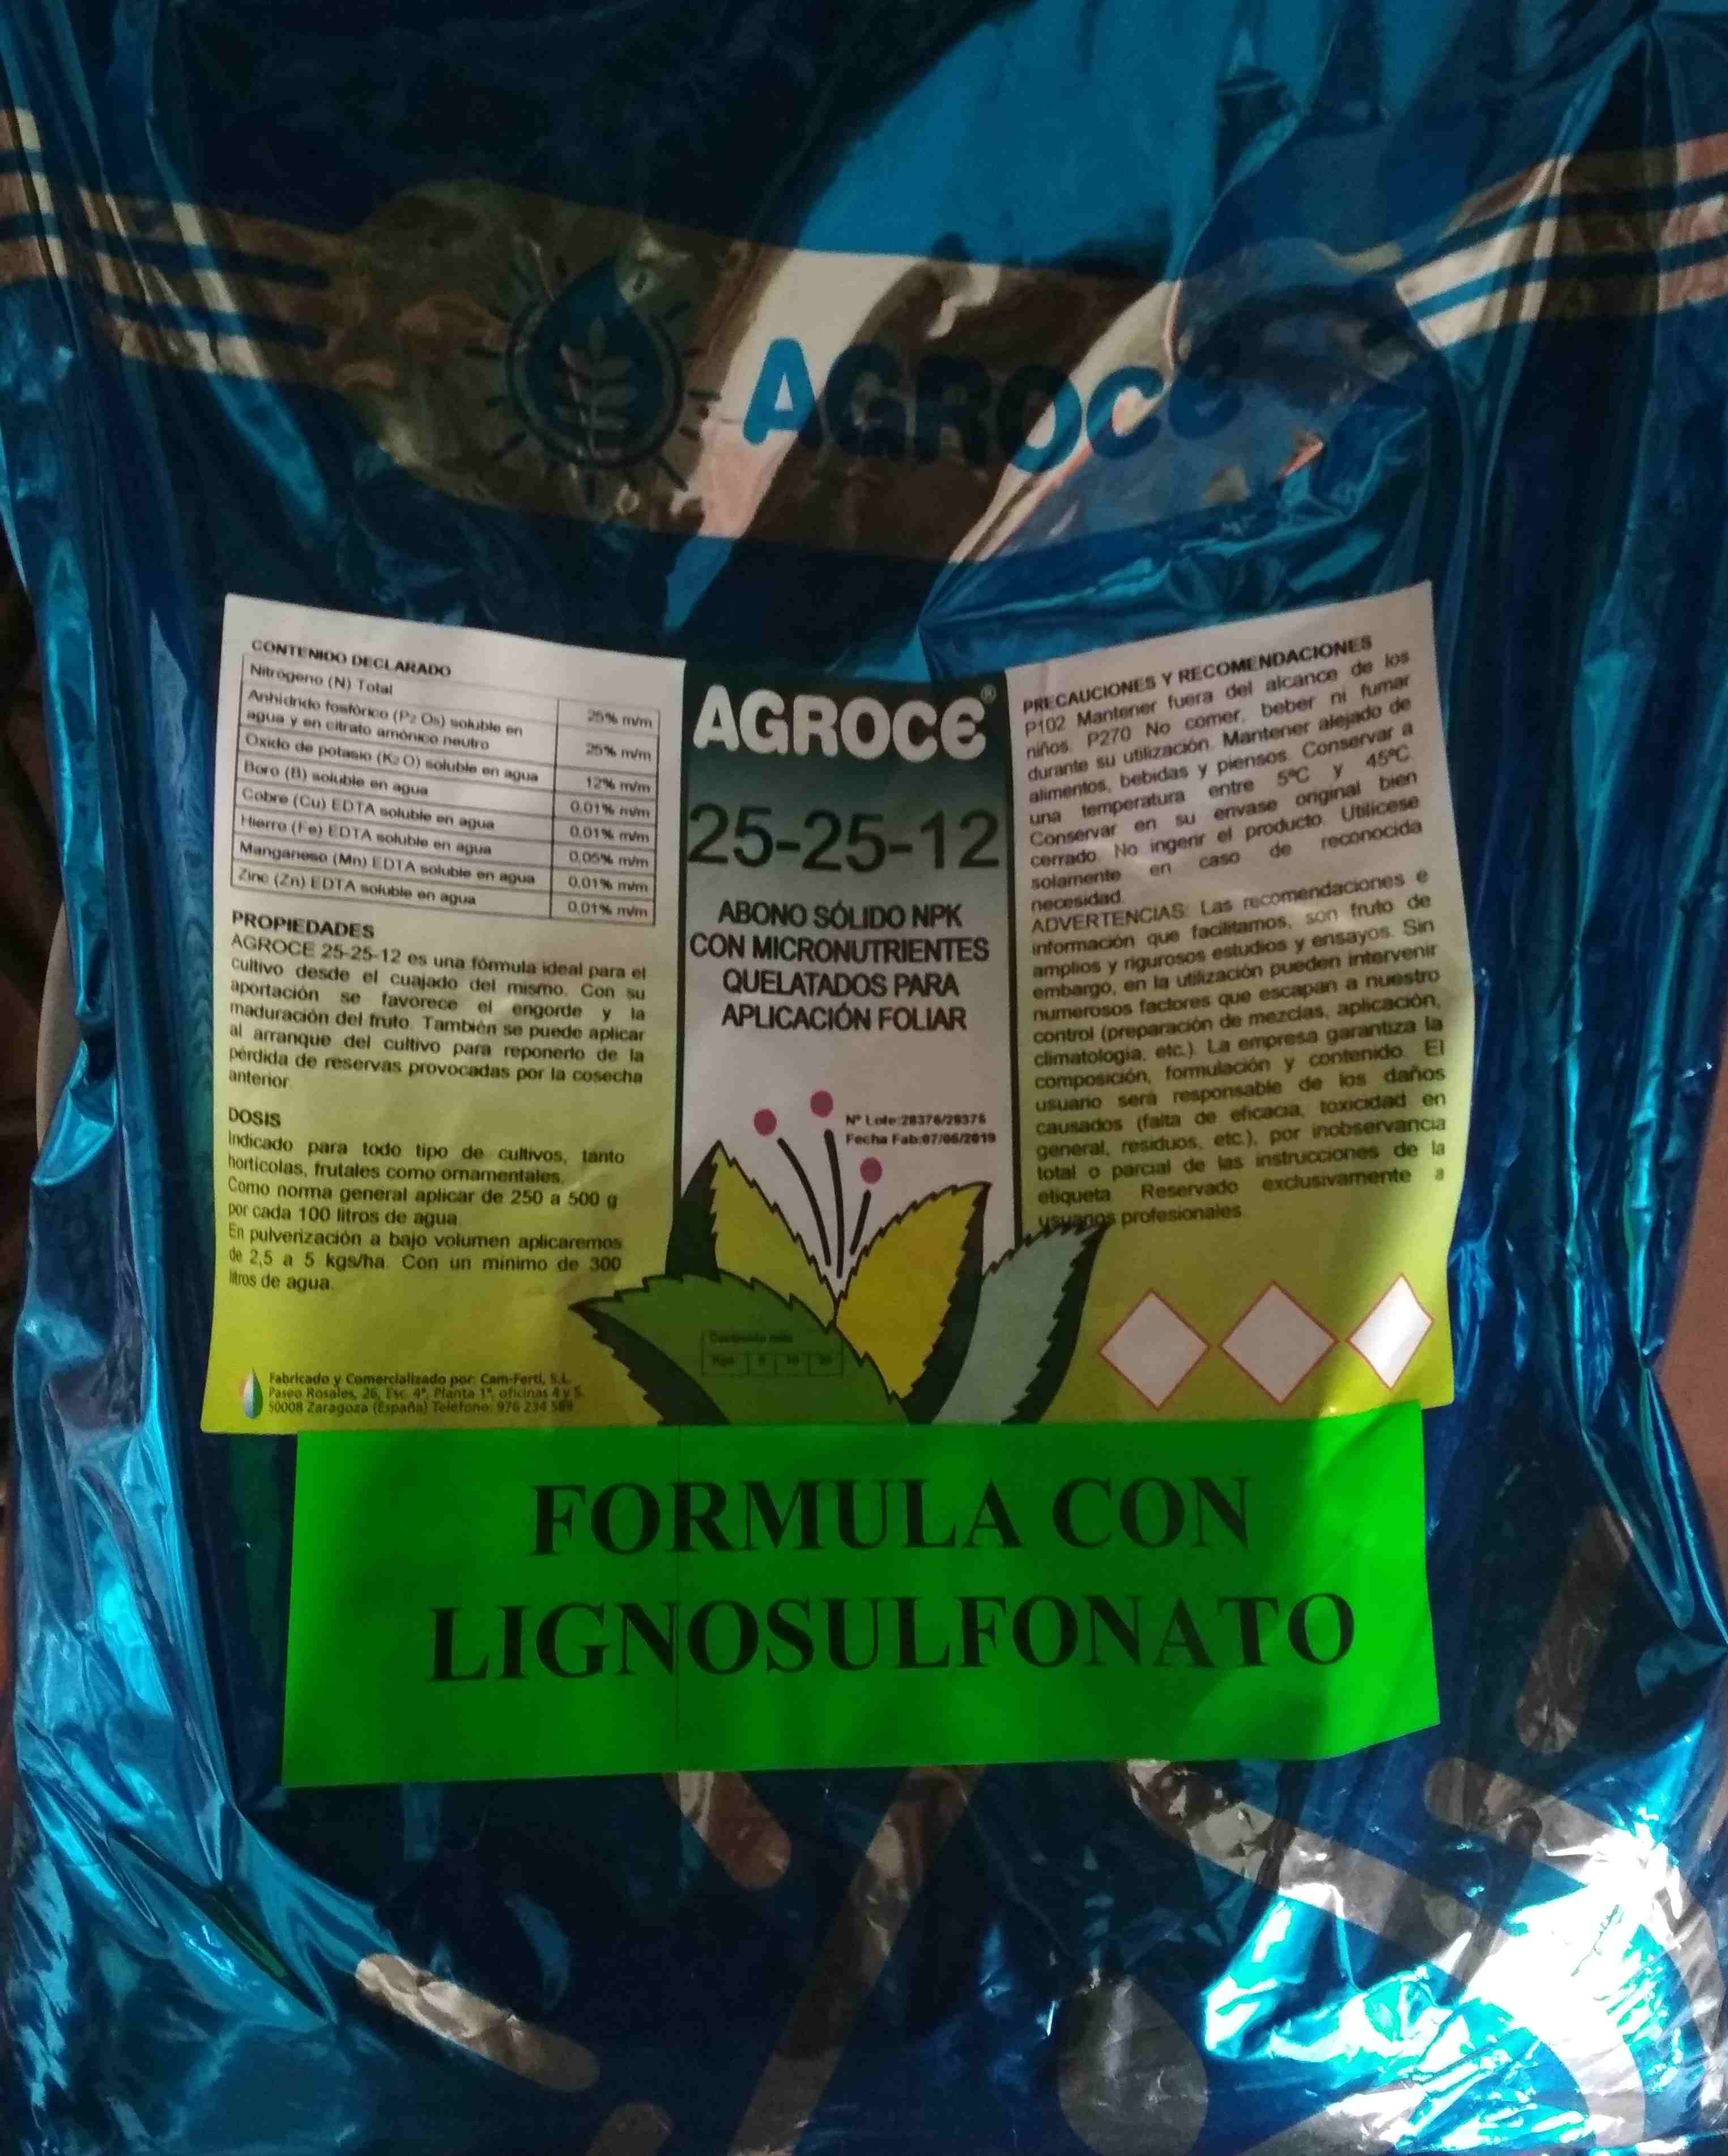 AGROCE
CONTENIDO DECLARADO
Nitrógeno (N) Total 25% m/m
Anhidrido fosfórico (P2 O5) soluble en
agua y en citrato amónico neutro 25% m/m
Oxido de potasio (K2 O) soluble en agua 12% m/m
Boro (B) soluble en agua 0,01% m/m
Cobre (Cu) EDTA soluble en agua 0,01% m/m
Hierro (Fe) EDTA soluble en agua 0,05% m/m
Manganeso (Mn) EDTA soluble en agua 0,01% m/m
Zinc (Zn) EDTA soluble en agua 0,01% m/m
PROPIEDADES
AGROCE 25-25-12 es una fórmula ideal para el
cultivo desde el cuajado del mismo. Con su
aportación se favorece el engorde y la
maduración del fruto. También se puede aplicar
al arranque del cultivo para reponerlo de la
pérdida de reservas provocadas por la cosecha
anterior
DOSIS
Indicado para todo tipo de cultivos, tanto
hortícolas, frutales como ornamentales.
Como norma general aplicar de 250 a 500 g
por cada 100 litros de agua.
En pulverización a bajo volumen aplicaremos
de 2,5 a 5 kgs/ha. Con un mínimo de 300
litros de agua.
Fabricado y Comercializado por: Cam-Ferti, S.L.
Paseo Rosales, 26, Esc. 4ª, Planta 1ª, oficinas 4 y 5.
50008 Zaragoza (España) Teléfono: 976 234 589
AGROCE®
25-25-12
ABONO SÓLIDO NPK
CON MICRONUTRIENTES
QUELATADOS PARA
APLICACIÓN FOLIAR
Nº Lote:28376/28376
Fecha Fab:07/06/2019
Contenido neto
Kgs 5 10 20
PRECAUCIONES Y RECOMENDACIONES
P102 Mantener fuera del alcance de los
niños. P270 No comer, beber ni fumar
durante su utilización. Mantener alejado de
alimentos, bebidas y piensos. Conservar a
una temperatura entre 5ºC y 45ºC.
Conservar en su envase original bien
cerrado. No ingerir el producto. Utilícese
solamente en caso de reconocida
necesidad.
ADVERTENCIAS: Las recomendaciones e
información que facilitamos, son fruto de
amplios y rigurosos estudios y ensayos. Sin
embargo, en la utilización pueden intervenir
numerosos factores que escapan a nuestro
control (preparación de mezclas, aplicación,
climatología, etc.). La empresa garantiza la
composición, formulación y contenido. El
usuario será responsable de los daños
causados (falta de eficacia, toxicidad en
general, residuos, etc.), por inobservancia
total o parcial de las instrucciones de la
etiqueta. Reservado exclusivamente a
usuarios profesionales.
FORMULA CON
LIGNOSULFONATO